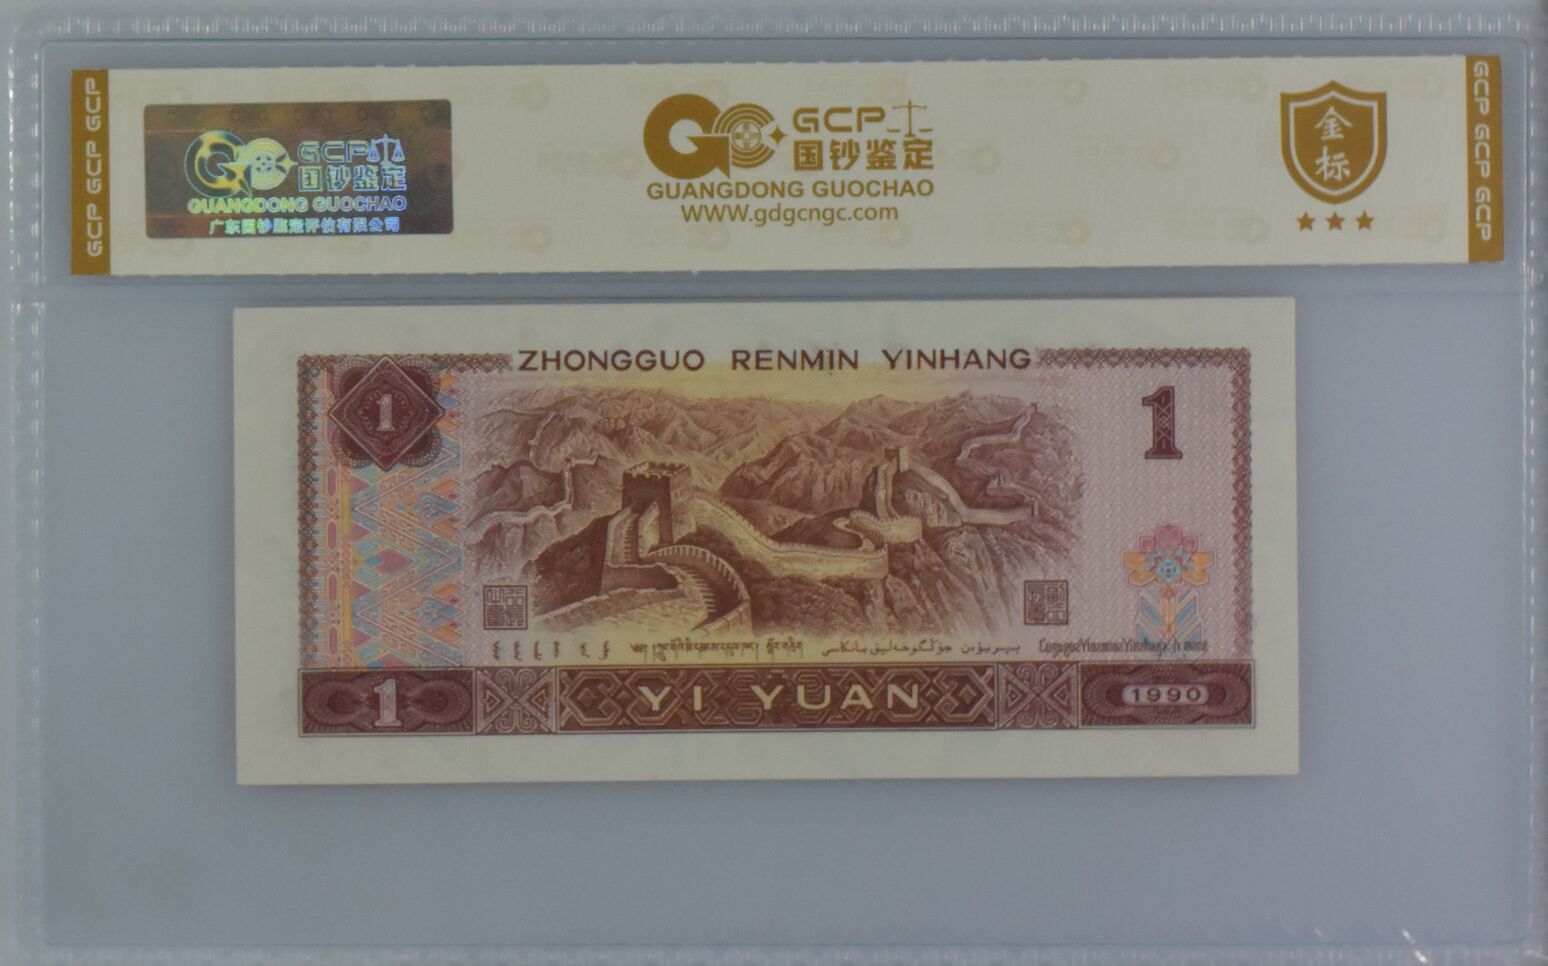 GCP GCP GCP
GCP
国钞鉴定
GUANGDONG GUOCHAO
广东国钞鉴定评估有限公司
GCP
国钞鉴定
GUANGDONG GUOCHAO
WWW.gdgcngc.com
金
标
GCP GCP GCP
ZHONGGUO RENMIN YINHANG
1
1
1
YI YUAN
1990